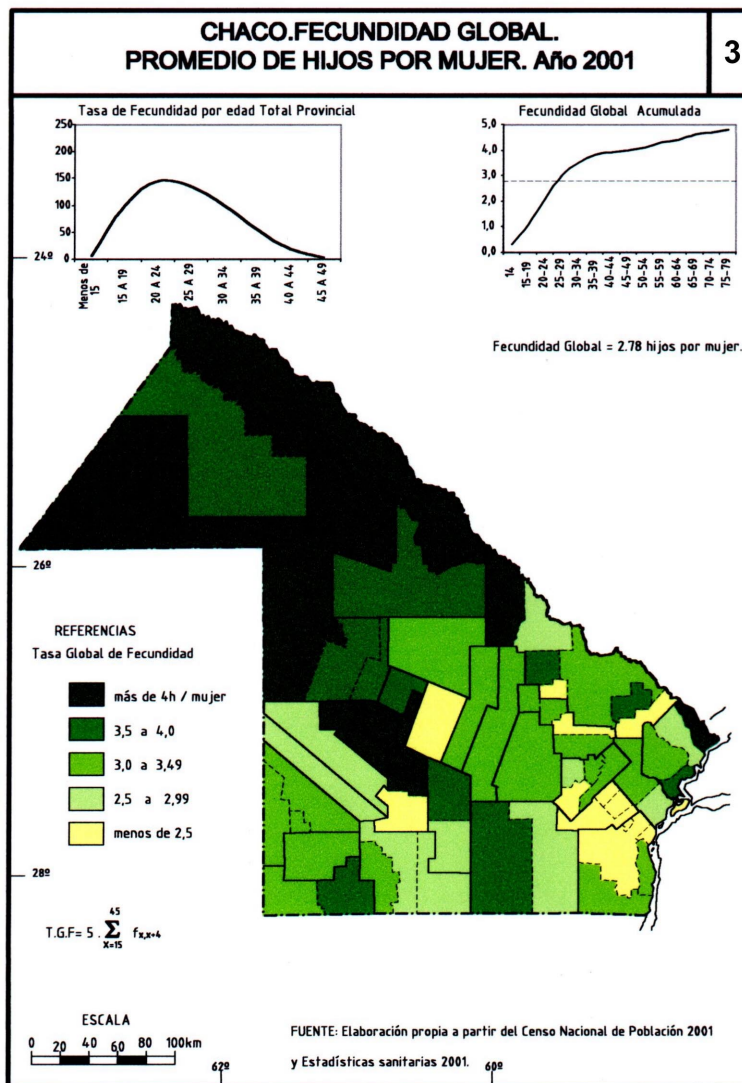 CHACO.FECUNDIDAD GLOBAL.
PROMEDIO DE HIJOS POR MUJER. Año 2001
3
Tasa de Fecundidad por edad Total Provincial
250
200
150
100
50
0
Menos de 15
15 A 19
20 A 24
25 A 29
30 A 34
35 A 39
40 A 44
45 A 49
Fecundidad Global Acumulada
5,0
4,0
3,0
2,0
1,0
0,0
14
15-19
20-24
25-29
30-34
35-39
40-44
45-49
50-54
55-59
60-64
65-69
70-74
75-79
Fecundidad Global = 2.78 hijos por mujer.
24º
26º
28º
REFERENCIAS
Tasa Global de Fecundidad
más de 4h / mujer
3,5 a 4,0
3,0 a 3,49
2,5 a 2,99
menos de 2,5
T.G.F= 5 . 45 Σ X=15 fx,x+4
ESCALA
0 20 40 60 80 100km
FUENTE: Elaboración propia a partir del Censo Nacional de Población 2001
y Estadísticas sanitarias 2001.
62º
60º